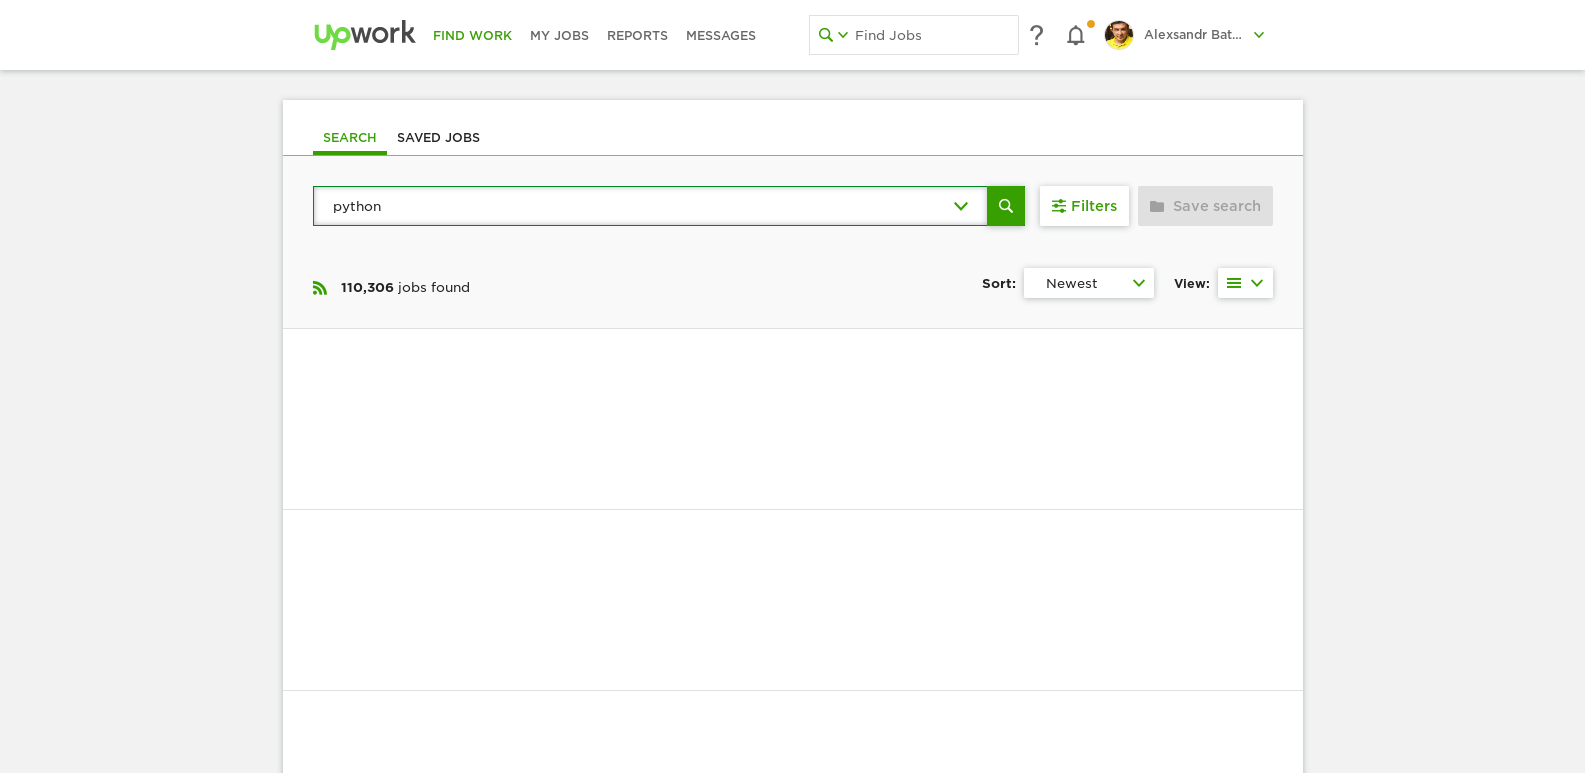 Upwork FIND WORK MY JOBS REPORTS MESSAGES Find Jobs ? Alexsandr Bat...
SEARCH SAVED JOBS
python Filters Save search
110,306 jobs found Sort: Newest View: